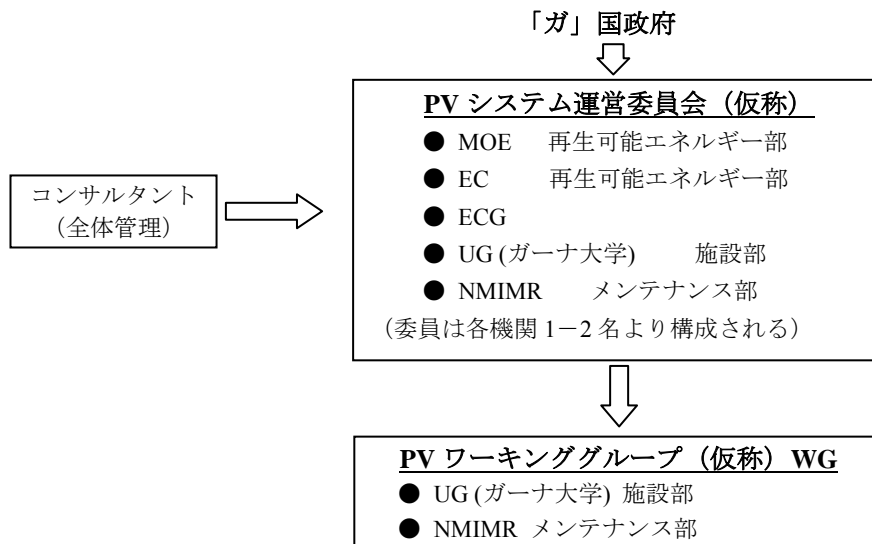 「ガ」国政府
PV システム運営委員会（仮称）
● MOE 再生可能エネルギー部
● EC 再生可能エネルギー部
● ECG
● UG (ガーナ大学) 施設部
● NMIMR メンテナンス部
（委員は各機関 1－2 名より構成される）
コンサルタント
（全体管理）
PV ワーキンググループ（仮称）WG
● UG (ガーナ大学) 施設部
● NMIMR メンテナンス部